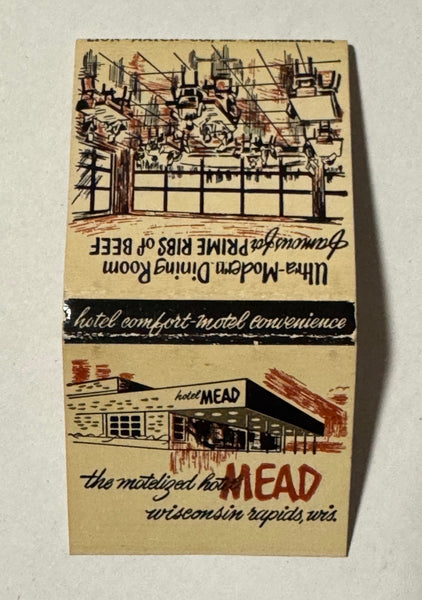 Ultra-Modern Dining Room
Famous for PRIME RIBS of BEEF
hotel comfort-motel convenience
hotel MEAD
the motelized hotel MEAD
wisconsin rapids, wis.